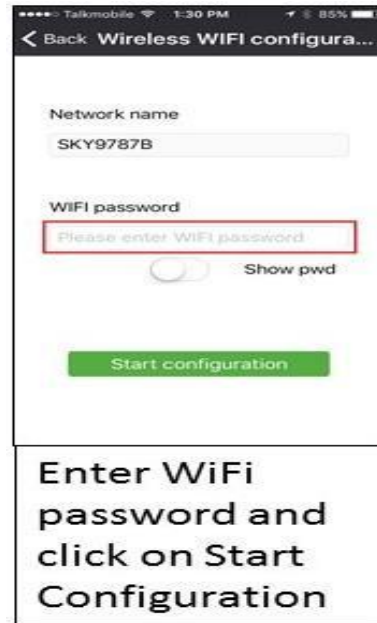 Talkmobile 1:30 PM 85%
Back Wireless WIFI configura...
Network name
SKY9787B
WIFI password
Please enter WIFI password
Show pwd
Start configuration
Enter WiFi
password and
click on Start
Configuration